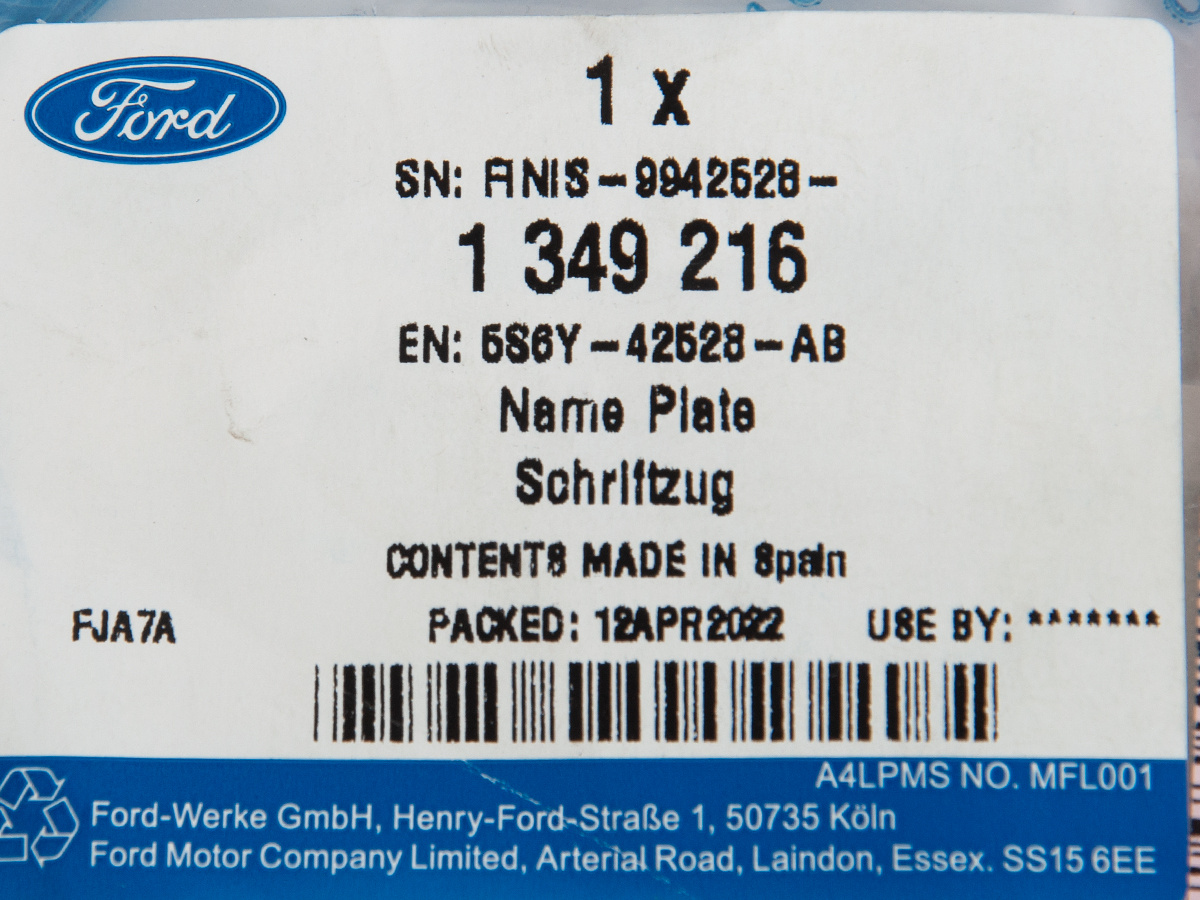 Ford
1 x
SN: FINIS-9942528-
1 349 216
EN: 5S6Y-42528-AB
Name Plate
Schriftzug
CONTENTS MADE IN Spain
FJA7A PACKED: 12APR2022 USE BY: *******
A4LPMS NO. MFL001
Ford-Werke GmbH, Henry-Ford-Straße 1, 50735 Köln
Ford Motor Company Limited, Arterial Road, Laindon, Essex. SS15 6EE